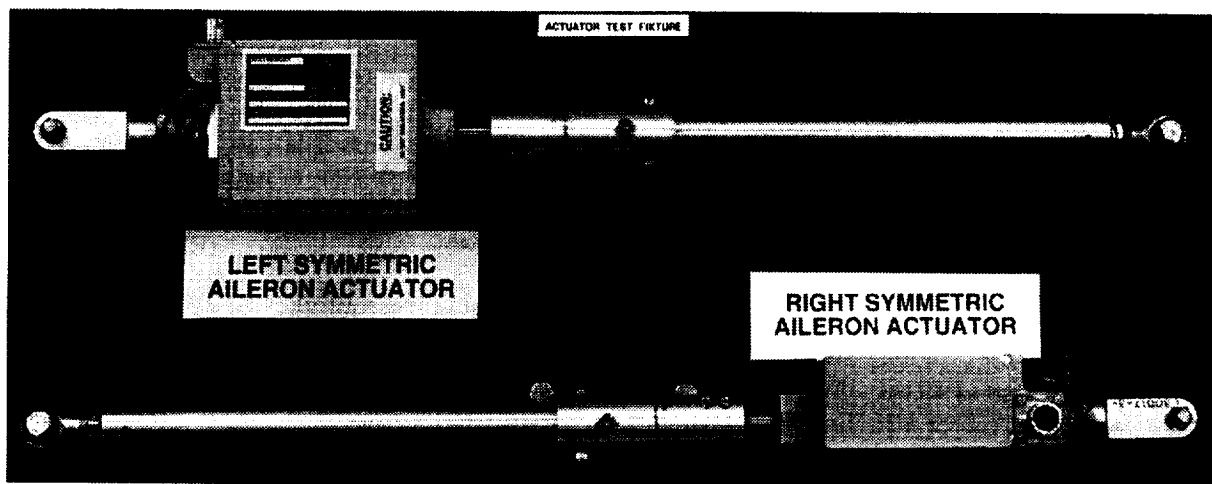 ACTUATOR TEST FIXTURE
CAUTION:
LEFT SYMMETRIC
AILERON ACTUATOR
RIGHT SYMMETRIC
AILERON ACTUATOR